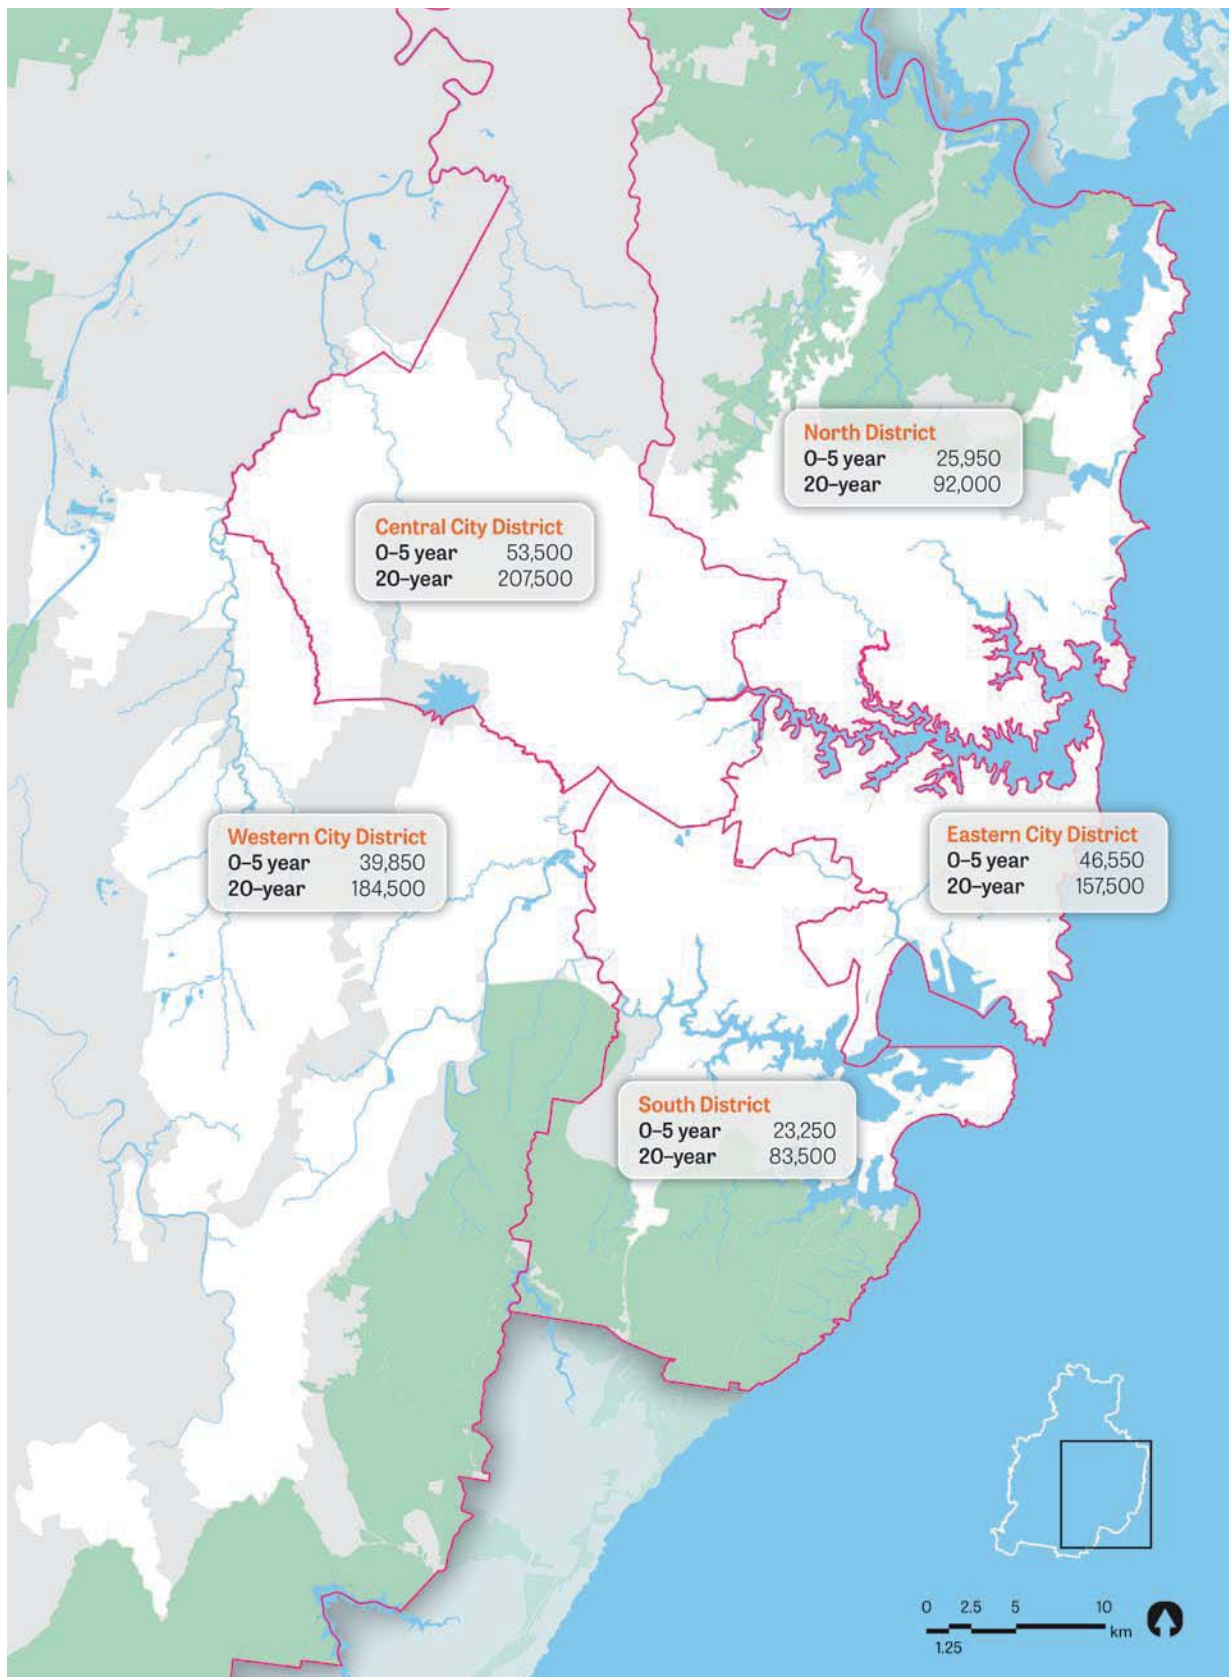 North District
0–5 year 25,950
20–year 92,000
Central City District
0–5 year 53,500
20–year 207,500
Western City District
0–5 year 39,850
20–year 184,500
Eastern City District
0–5 year 46,550
20–year 157,500
South District
0–5 year 23,250
20–year 83,500
0 2.5 5 10
km
1.25